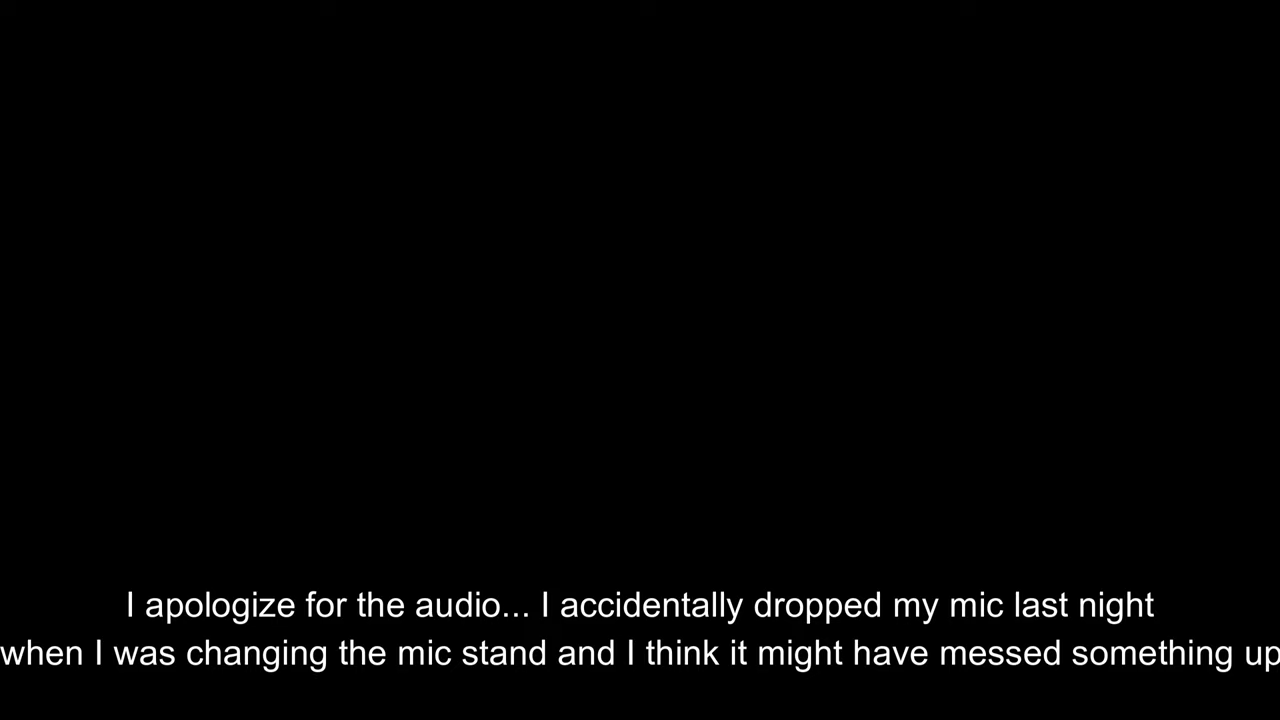 I apologize for the audio... I accidentally dropped my mic last night
when I was changing the mic stand and I think it might have messed something up